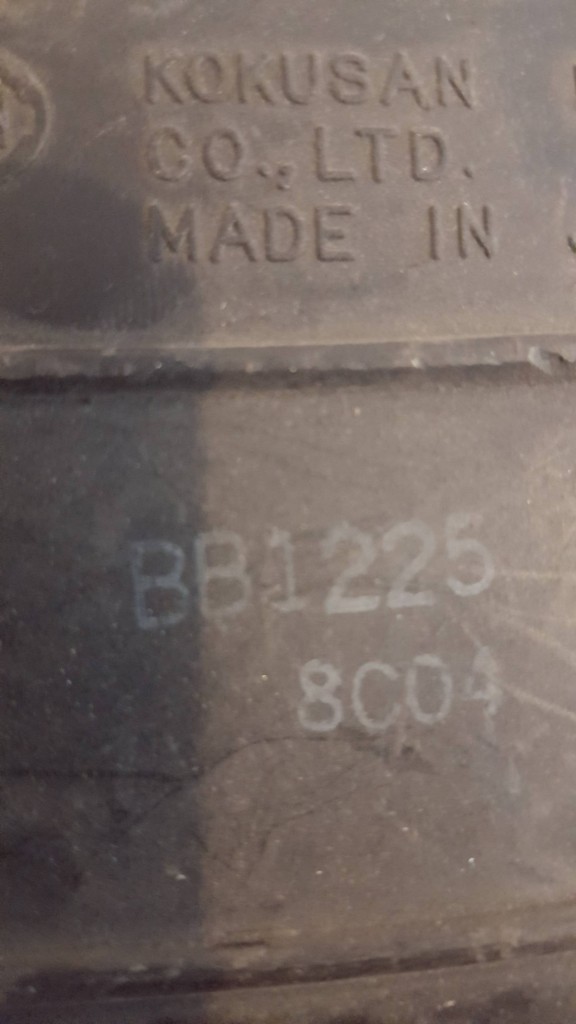 KOKUSAN
CO., LTD.
MADE IN
BB1225
8C04